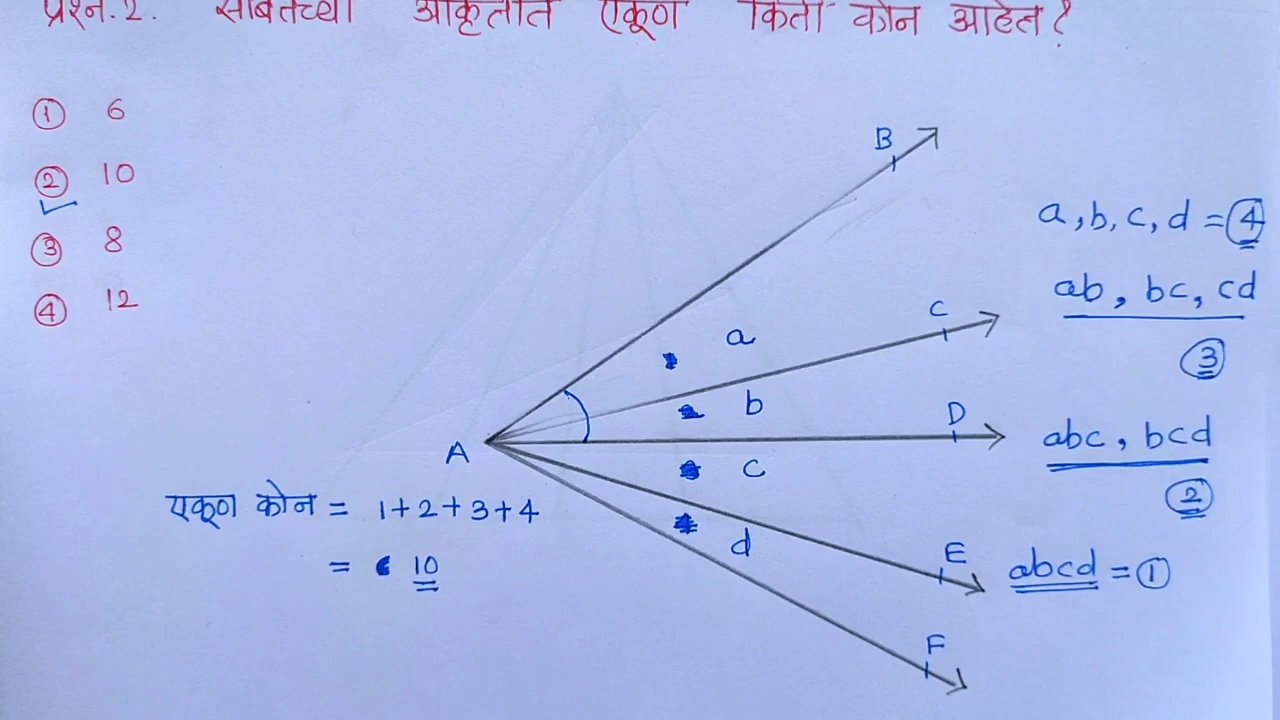 प्रश्न.2. सोबतच्या आकृतीत एकूण किती कोन आहेत?
① 6
② 10
③ 8
④ 12
B
C
D
E
F
A
a
b
c
d
a,b,c,d = ④
ab, bc, cd
③
abc, bcd
②
abcd = ①
एकूण कोन = 1+2+3+4
= 10